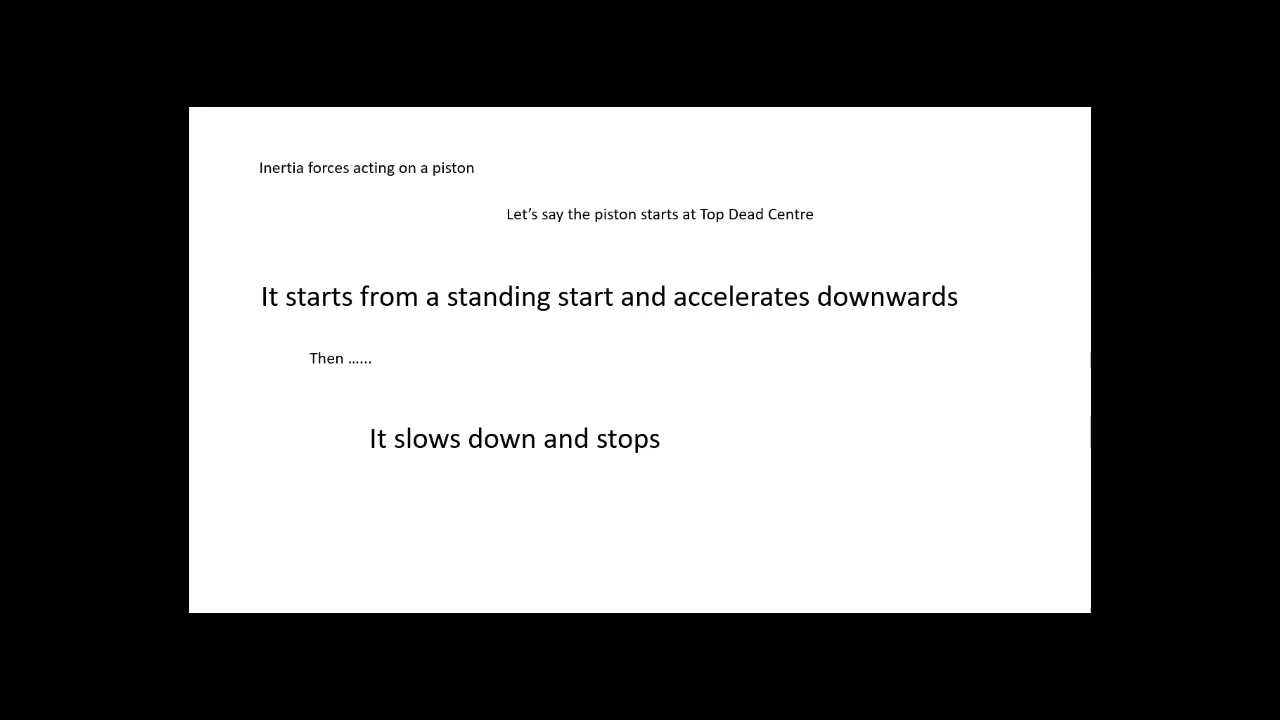 Inertia forces acting on a piston
Let’s say the piston starts at Top Dead Centre
It starts from a standing start and accelerates downwards
Then ……
It slows down and stops